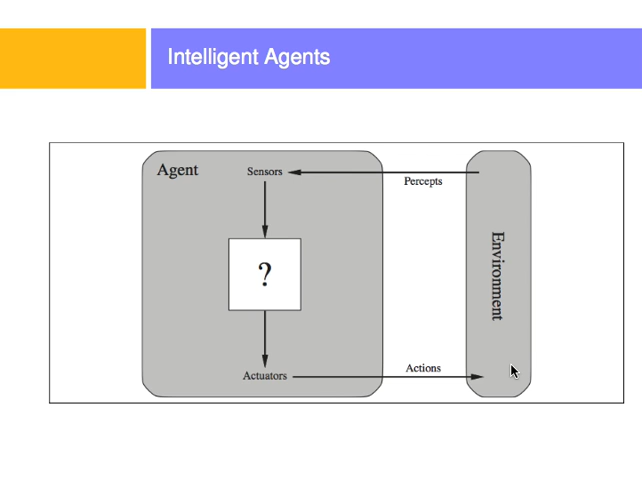 Intelligent Agents
Agent
Sensors
Percepts
?
Environment
Actuators
Actions